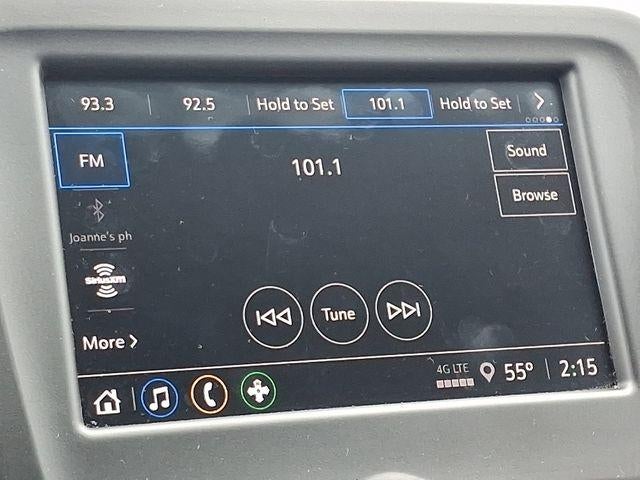 93.3 92.5 Hold to Set 101.1 Hold to Set
FM 101.1 Sound
Browse
Joanne's ph
SiriusXM
Tune
More
4G LTE 55° 2:15